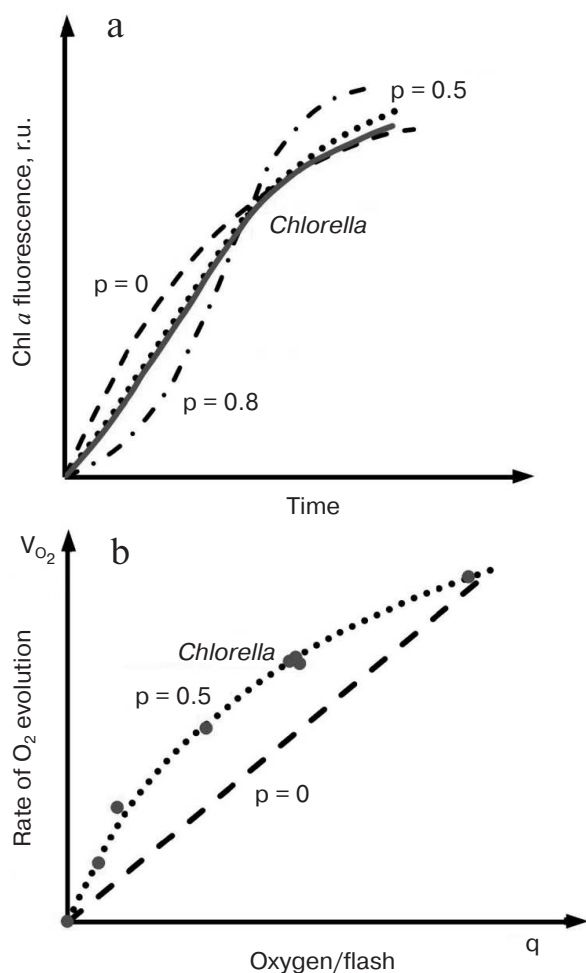 a
Chl a fluorescence, r.u.
p = 0.5
Chlorella
p = 0
p = 0.8
Time
b
VO₂
Rate of O₂ evolution
Chlorella
p = 0.5
p = 0
q
Oxygen/flash